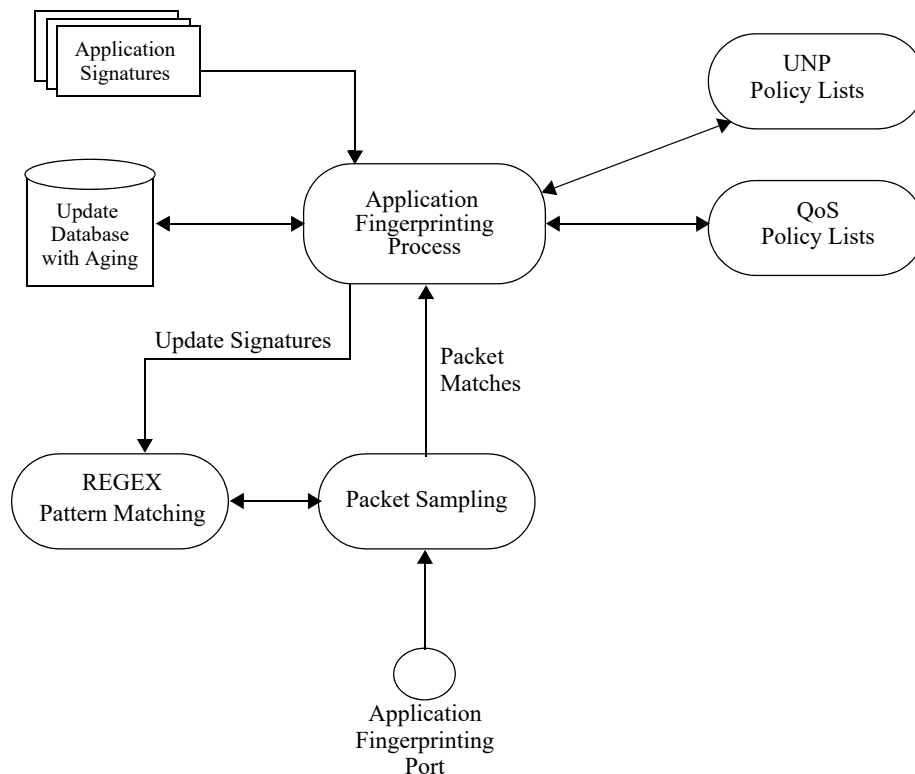 Application
Signatures
UNP
Policy Lists
Update
Database
with Aging
Application
Fingerprinting
Process
QoS
Policy Lists
Update Signatures
Packet
Matches
REGEX
Pattern Matching
Packet Sampling
Application
Fingerprinting
Port